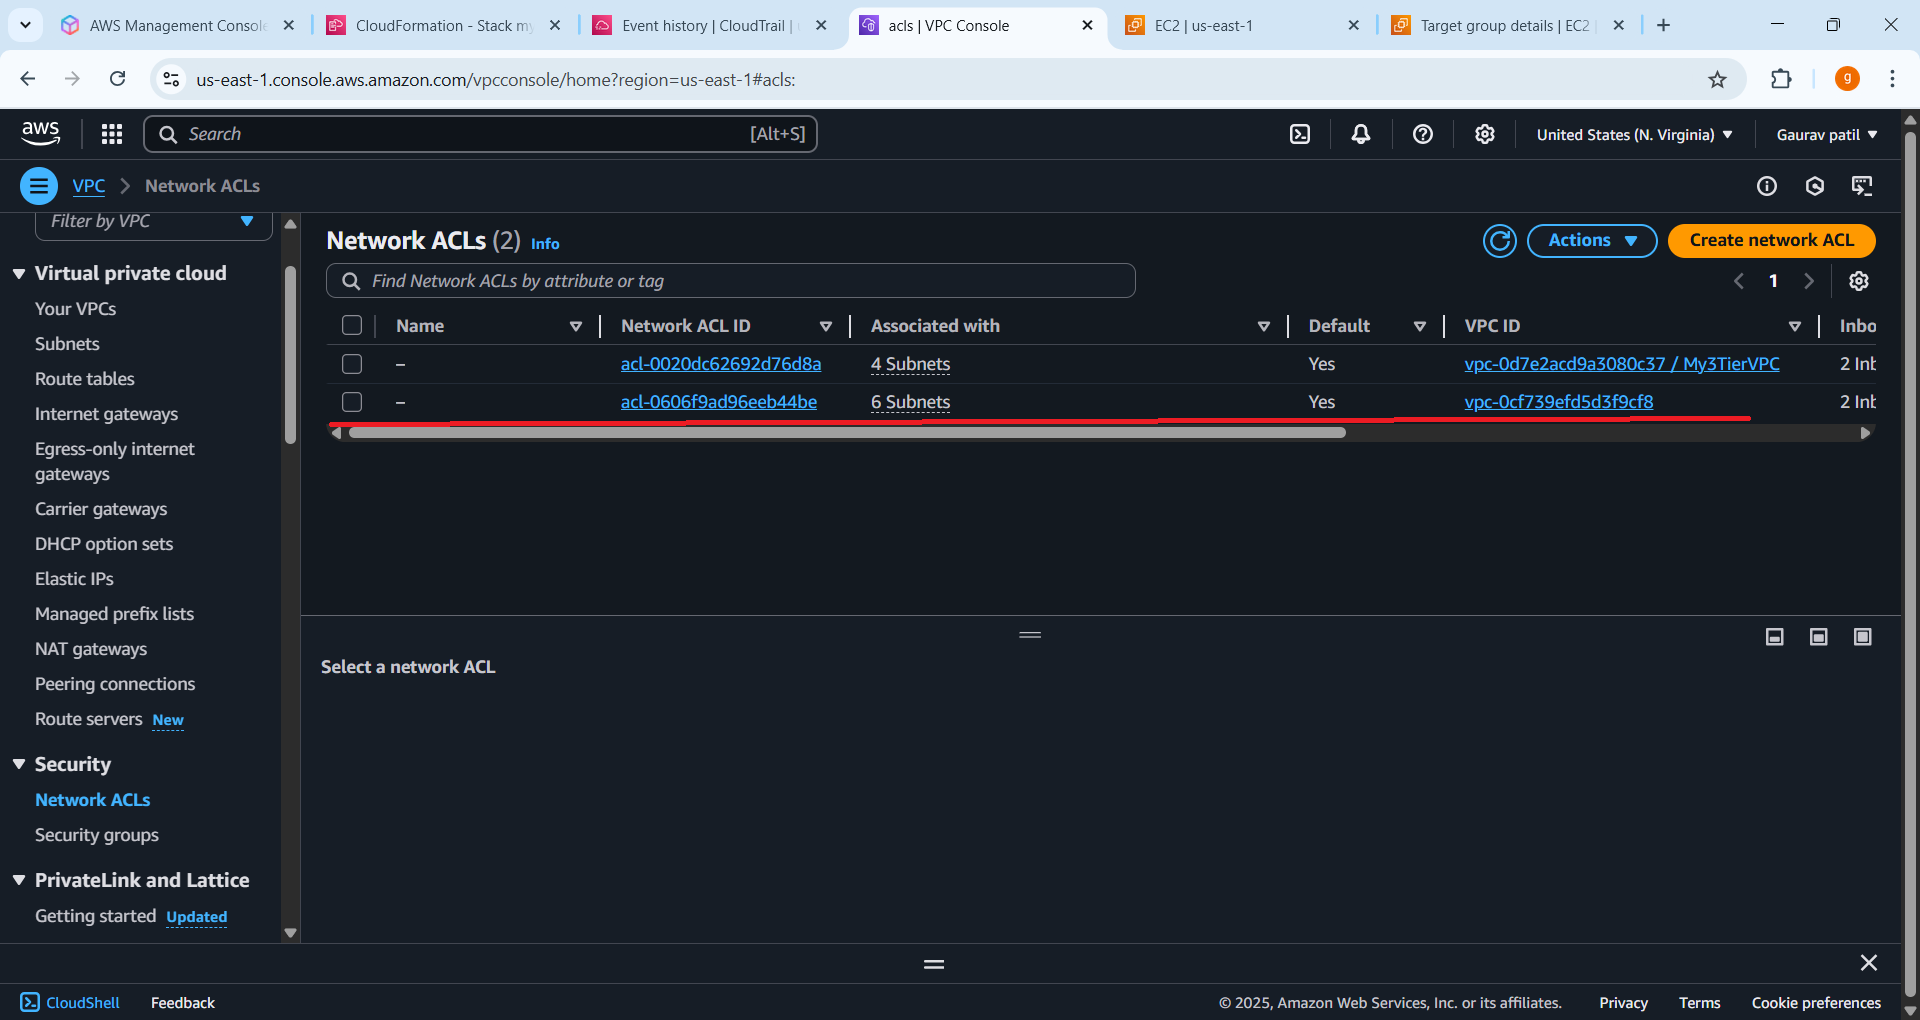 AWS Management Console
CloudFormation - Stack my
Event history | CloudTrail |
acls | VPC Console
EC2 | us-east-1
Target group details | EC2 |
us-east-1.console.aws.amazon.com/vpcconsole/home?region=us-east-1#acls:
g
aws
Search
[Alt+S]
United States (N. Virginia)
Gaurav patil
VPC
Network ACLs
Filter by VPC
Virtual private cloud
Your VPCs
Subnets
Route tables
Internet gateways
Egress-only internet
gateways
Carrier gateways
DHCP option sets
Elastic IPs
Managed prefix lists
NAT gateways
Peering connections
Route servers New
Security
Network ACLs
Security groups
PrivateLink and Lattice
Getting started Updated
Network ACLs (2) Info
Actions
Create network ACL
Find Network ACLs by attribute or tag
1
Name Network ACL ID Associated with Default VPC ID Inbo
– acl-0020dc62692d76d8a 4 Subnets Yes vpc-0d7e2acd9a3080c37 / My3TierVPC 2 Inb
– acl-0606f9ad96eeb44be 6 Subnets Yes vpc-0cf739efd5d3f9cf8 2 Inb
Select a network ACL
CloudShell
Feedback
© 2025, Amazon Web Services, Inc. or its affiliates.
Privacy
Terms
Cookie preferences